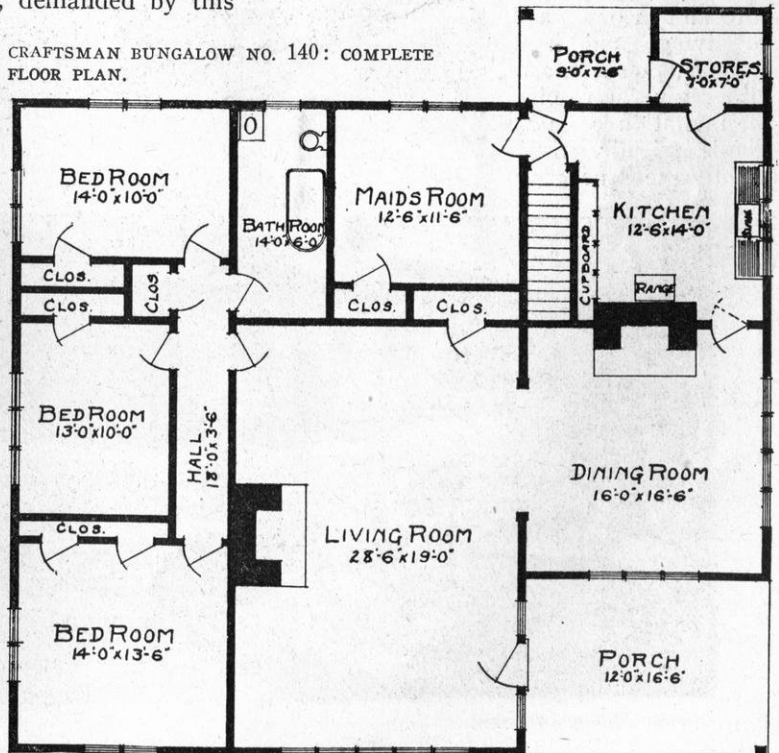 , demanded by this
CRAFTSMAN BUNGALOW NO. 140: COMPLETE
FLOOR PLAN.
PORCH
9'-0"x7'-6"
STORES
7'-0"x7'-0"
BED ROOM
14'-0"x10'-0"
BATH ROOM
14'-0"x6'-0"
MAID'S ROOM
12'-6"x11'-6"
KITCHEN
12'-6"x14'-0"
CUPBOARD
RANGE
CLOS.
CLOS.
CLOS.
CLOS.
CLOS.
BED ROOM
13'-0"x10'-0"
HALL
18'-0"x3'-6"
DINING ROOM
16'-0"x16'-6"
LIVING ROOM
28'-6"x19'-0"
CLOS.
BED ROOM
14'-0"x13'-6"
PORCH
12'-0"x16'-6"